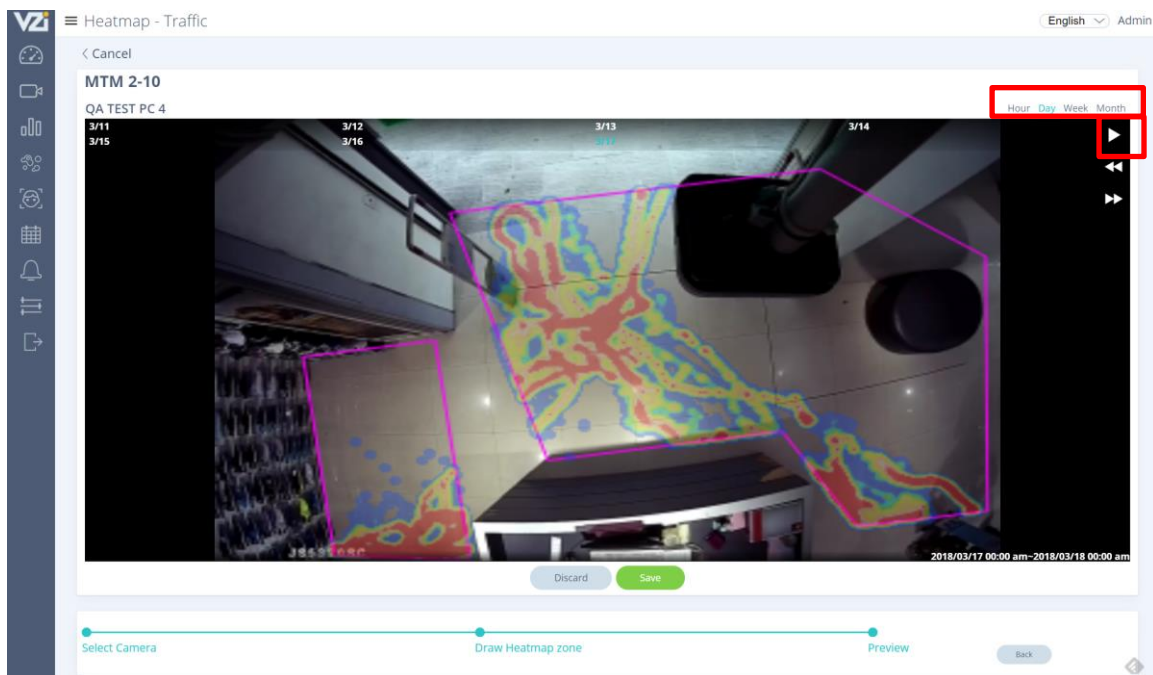 VZi Heatmap - Traffic English Admin
Cancel
MTM 2-10
QA TEST PC 4 Hour Day Week Month
3/11 3/12 3/13 3/14
3/15 3/16 3/17
2018/03/17 00:00 am~2018/03/18 00:00 am
Discard Save
Select Camera Draw Heatmap zone Preview
Back